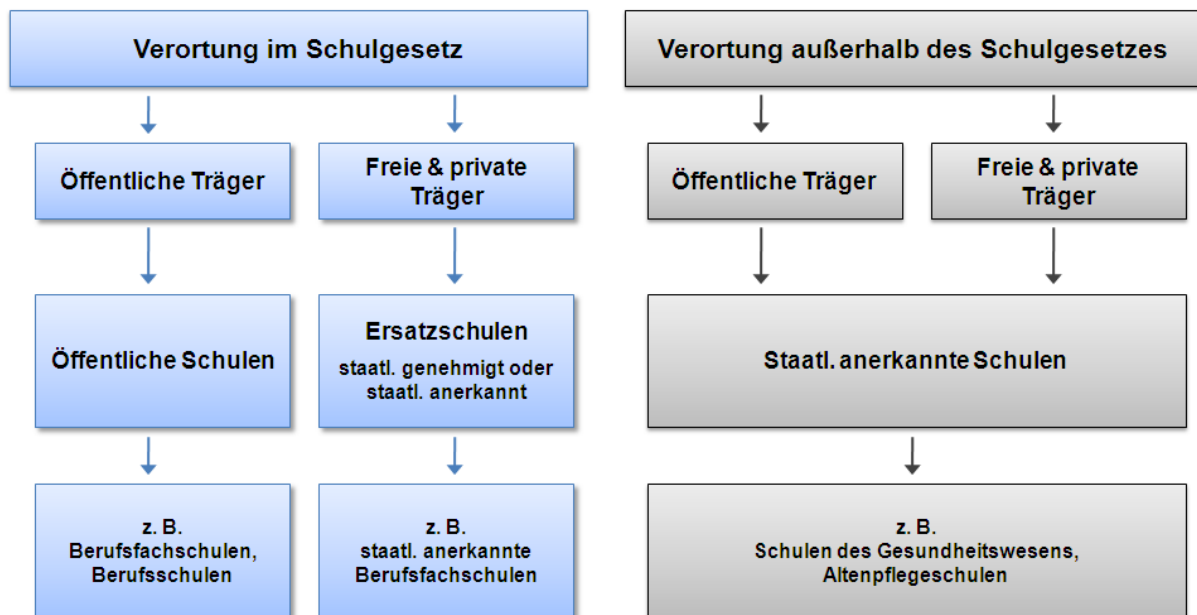 Verortung im Schulgesetz
Verortung außerhalb des Schulgesetzes
Öffentliche Träger
Freie & private
Träger
Öffentliche Träger
Freie & private
Träger
Öffentliche Schulen
Ersatzschulen
staatl. genehmigt oder
staatl. anerkannt
Staatl. anerkannte Schulen
z. B.
Berufsfachschulen,
Berufsschulen
z. B.
staatl. anerkannte
Berufsfachschulen
z. B.
Schulen des Gesundheitswesens,
Altenpflegeschulen